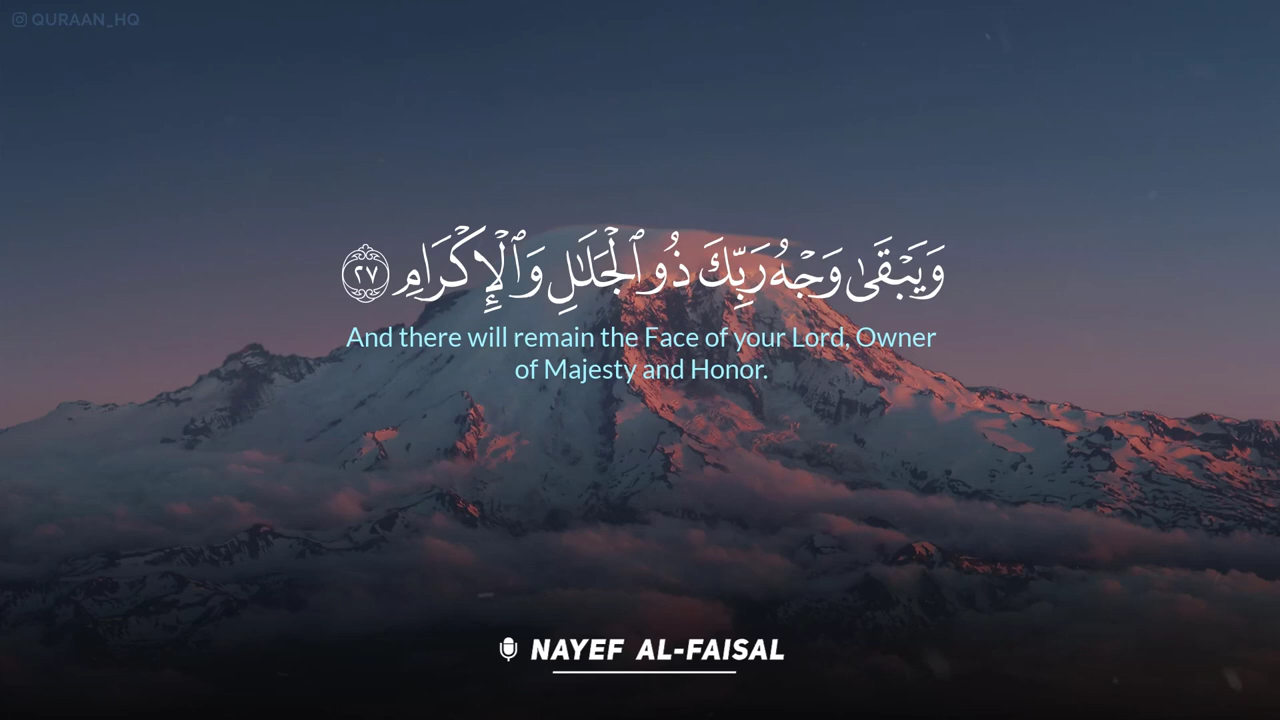 QURAAN_HQ
وَيَبْقَىٰ وَجْهُ رَبِّكَ ذُو ٱلْجَلَـٰلِ وَٱلْإِكْرَامِ ٢٧
And there will remain the Face of your Lord, Owner
of Majesty and Honor.
NAYEF AL-FAISAL